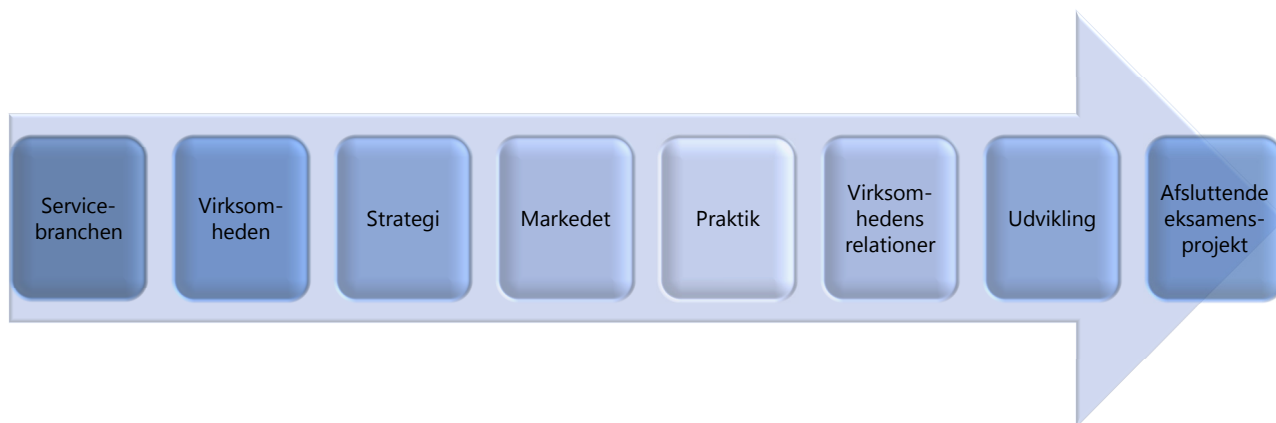 Service-
branchen
Virksom-
heden
Strategi
Markedet
Praktik
Virksom-
hedens
relationer
Udvikling
Afsluttende
eksamens-
projekt